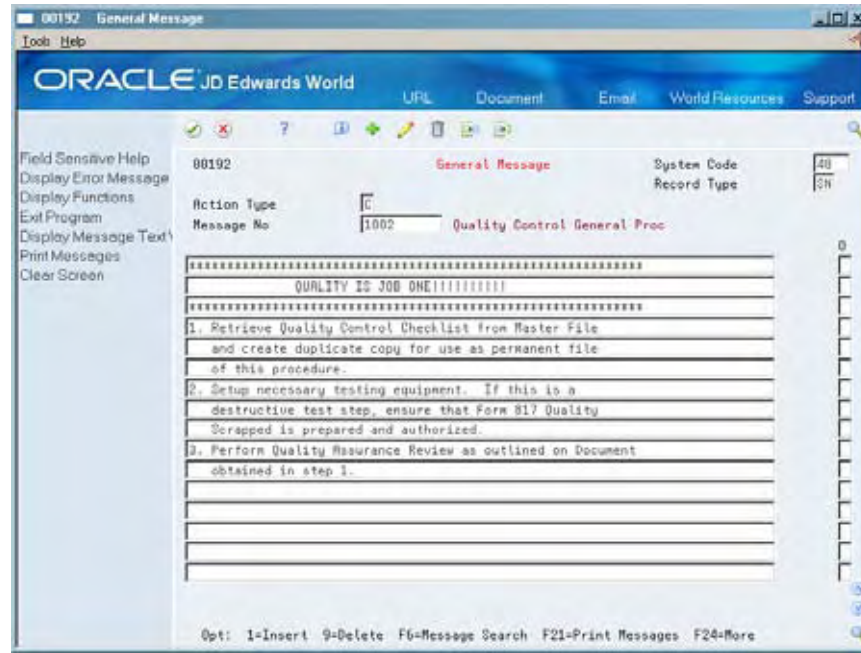 00192 General Message
Tools Help
ORACLE JD Edwards World
URL Document Email World Resources Support
Field Sensitive Help
Display Error Message
Display Functions
Exit Program
Display Message Text
Print Messages
Clear Screen
00192 General Message System Code 48
Record Type SN
Action Type C
Message No 1002 Quality Control General Proc
O
************************************************************
QUALITY IS JOB ONE!!!!!!!!!!
************************************************************
1. Retrieve Quality Control Checklist from Master File
and create duplicate copy for use as permanent file
of this procedure.
2. Setup necessary testing equipment. If this is a
destructive test step, ensure that Form 817 Quality
Scrapped is prepared and authorized.
3. Perform Quality Assurance Review as outlined on Document
obtained in step 1.
Opt: 1=Insert 9=Delete F6=Message Search F21=Print Messages F24=More